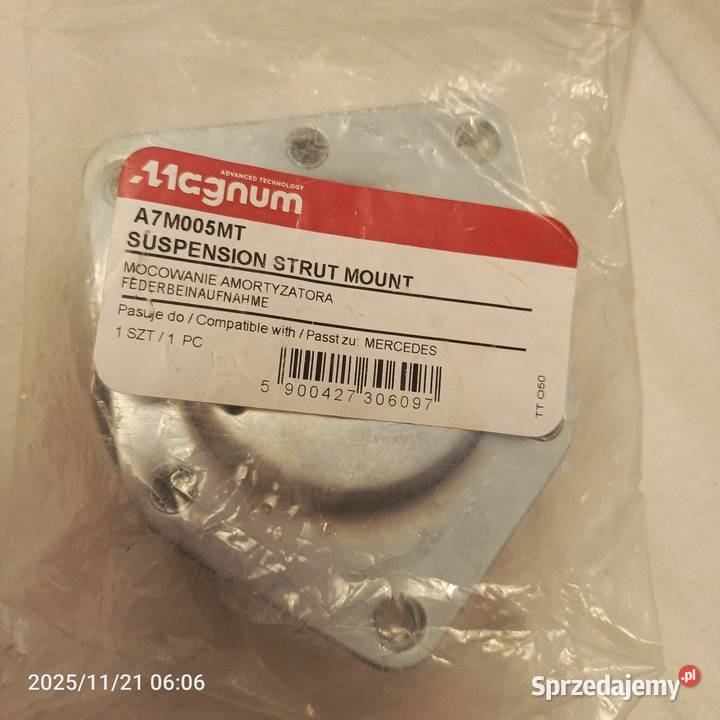 ADVANCED TECHNOLOGY
Magnum
A7M005MT
SUSPENSION STRUT MOUNT
MOCOWANIE AMORTYZATORA
FEDERBEINAUFNAHME
Pasuje do / Compatible with / Passt zu: MERCEDES
1 SZT / 1 PC
5 900427 306097
TT O50
2025/11/21 06:06
Sprzedajemy.pl